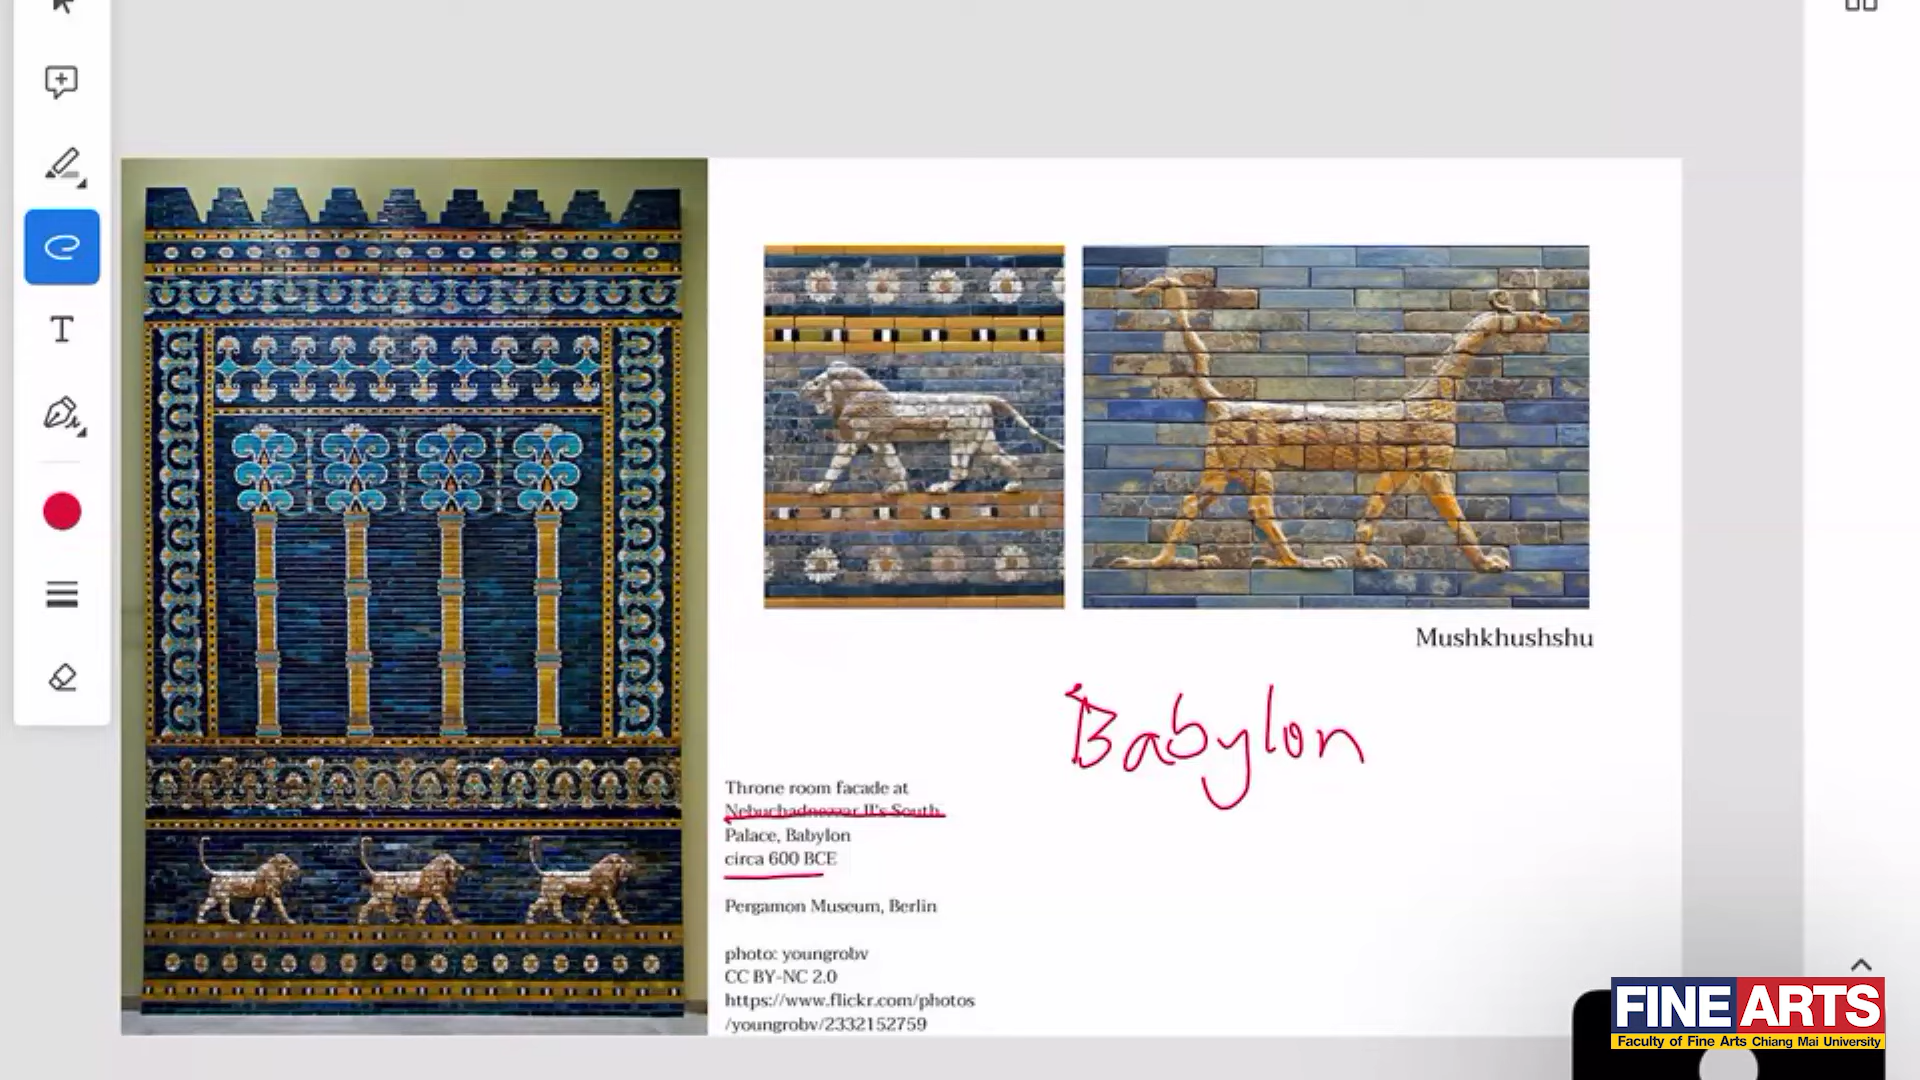 Mushkhushshu
Babylon
Throne room facade at
Nebuchadnezzar II's South
Palace, Babylon
circa 600 BCE
Pergamon Museum, Berlin
photo: youngrobv
CC BY-NC 2.0
https://www.flickr.com/photos
/youngrobv/2332152759
T
FINE ARTS
Faculty of Fine Arts Chiang Mai University